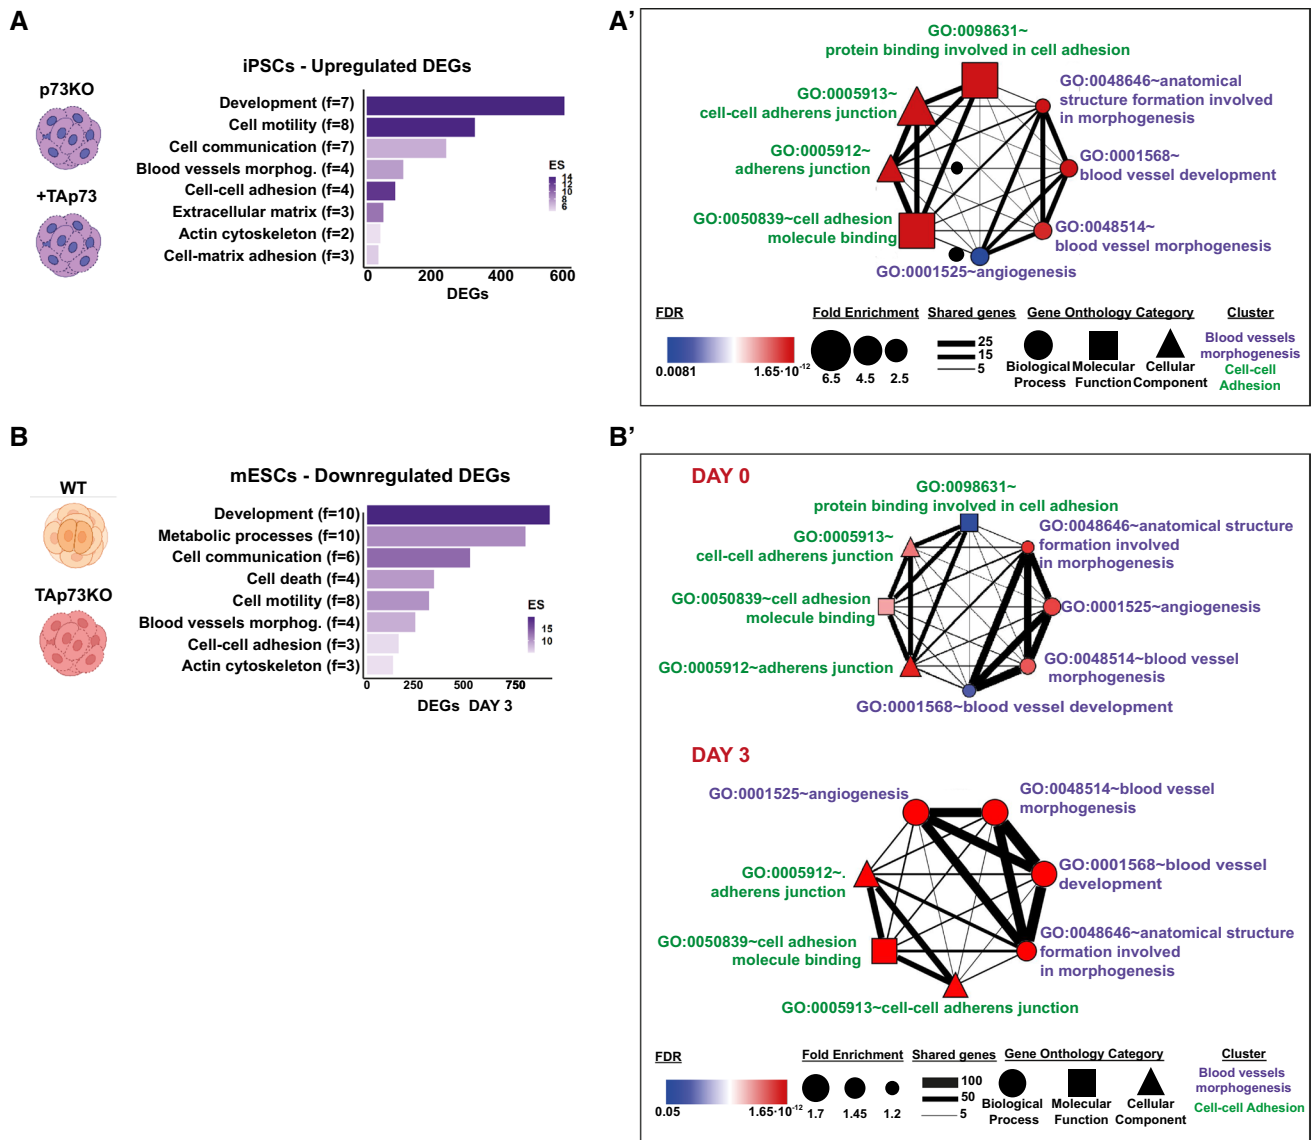 A
p73KO
+TAp73
iPSCs - Upregulated DEGs
Development (f=7)
Cell motility (f=8)
Cell communication (f=7)
Blood vessels morphog. (f=4)
Cell-cell adhesion (f=4)
Extracellular matrix (f=3)
Actin cytoskeleton (f=2)
Cell-matrix adhesion (f=3)
0 200 400 600
DEGs
ES
14
12
10
8
6
A'
GO:0098631~
protein binding involved in cell adhesion
GO:0005913~
cell-cell adherens junction
GO:0005912~
adherens junction
GO:0050839~cell adhesion
molecule binding
GO:0001525~angiogenesis
GO:0048646~anatomical
structure formation involved
in morphogenesis
GO:0001568~
blood vessel development
GO:0048514~
blood vessel morphogenesis
FDR
0.0081 1.65·10⁻¹²
Fold Enrichment
6.5 4.5 2.5
Shared genes
25
15
5
Gene Onthology Category
Biological Process
Molecular Function
Cellular Component
Cluster
Blood vessels
morphogenesis
Cell-cell
Adhesion
B
WT
TAp73KO
mESCs - Downregulated DEGs
Development (f=10)
Metabolic processes (f=10)
Cell communication (f=6)
Cell death (f=4)
Cell motility (f=8)
Blood vessels morphog. (f=4)
Cell-cell adhesion (f=3)
Actin cytoskeleton (f=3)
0 250 500 750
DEGs DAY 3
ES
15
10
B'
DAY 0
GO:0098631~
protein binding involved in cell adhesion
GO:0005913~
cell-cell adherens junction
GO:0050839~cell adhesion
molecule binding
GO:0005912~adherens junction
GO:0001568~blood vessel development
GO:0048646~anatomical structure
formation involved
in morphogenesis
GO:0001525~angiogenesis
GO:0048514~blood vessel
morphogenesis
DAY 3
GO:0001525~angiogenesis
GO:0048514~blood vessel
morphogenesis
GO:0005912~.
adherens junction
GO:0001568~blood vessel
development
GO:0050839~cell adhesion
molecule binding
GO:0048646~anatomical structure
formation involved
in morphogenesis
GO:0005913~cell-cell adherens junction
FDR
0.05 1.65·10⁻¹²
Fold Enrichment
1.7 1.45 1.2
Shared genes
100
50
5
Gene Onthology Category
Biological Process
Molecular Function
Cellular Component
Cluster
Blood vessels
morphogenesis
Cell-cell Adhesion